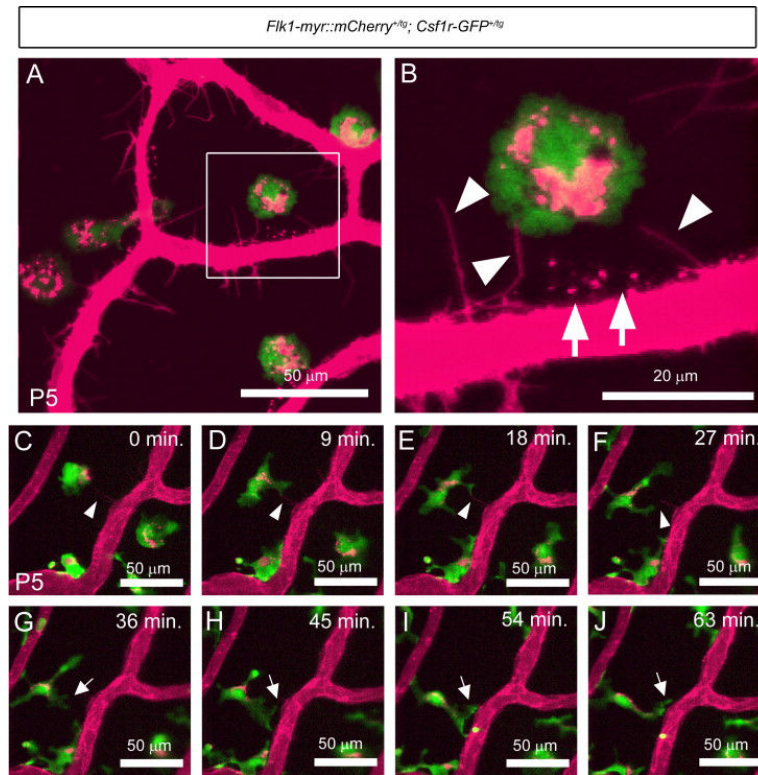 Flk1-myr::mCherry+/tg; Csf1r-GFP+/tg
A
B
50 µm
P5
20 µm
C
0 min.
D
9 min.
E
18 min.
F
27 min.
P5
50 µm
50 µm
50 µm
50 µm
G
36 min.
H
45 min.
I
54 min.
J
63 min.
50 µm
50 µm
50 µm
50 µm